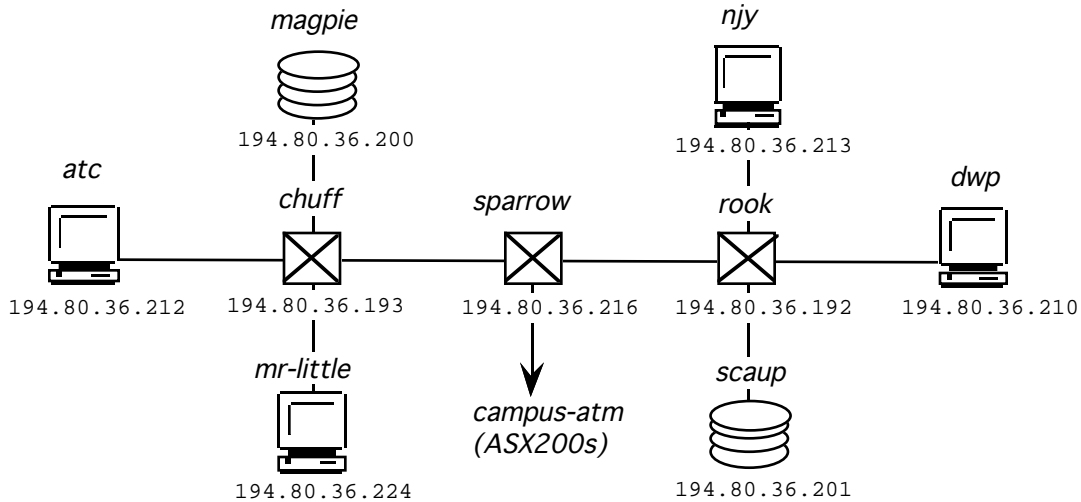 magpie
njy
194.80.36.200
194.80.36.213
atc
chuff
sparrow
rook
dwp
194.80.36.212
194.80.36.193
194.80.36.216
194.80.36.192
194.80.36.210
mr-little
scaup
campus-atm
(ASX200s)
194.80.36.224
194.80.36.201